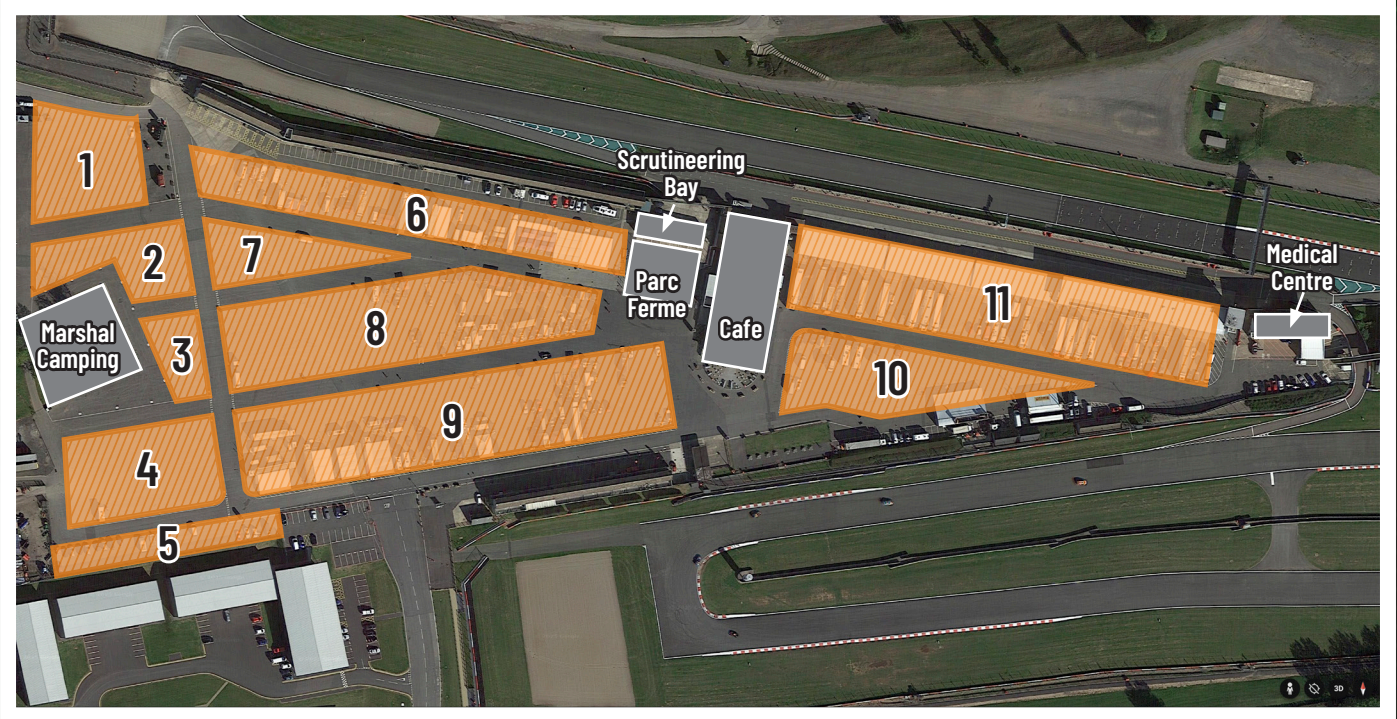 1
2
3
4
5
6
7
8
9
10
11
Scrutineering
Bay
Parc
Ferme
Cafe
Marshal
Camping
Medical
Centre
3D